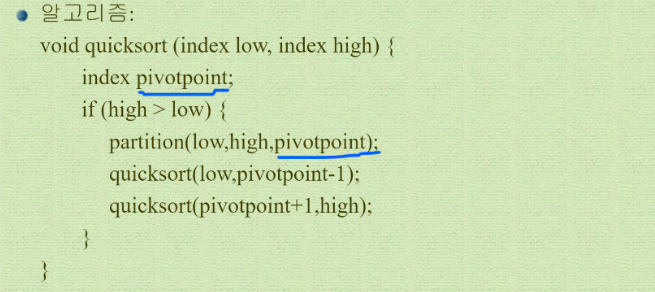 알고리즘:
void quicksort (index low, index high) {
index pivotpoint;
if (high > low) {
partition(low,high,pivotpoint);
quicksort(low,pivotpoint-1);
quicksort(pivotpoint+1,high);
}
}